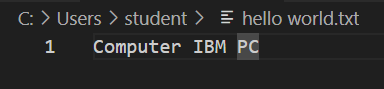 C: > Users > student > hello world.txt
1 Computer IBM PC